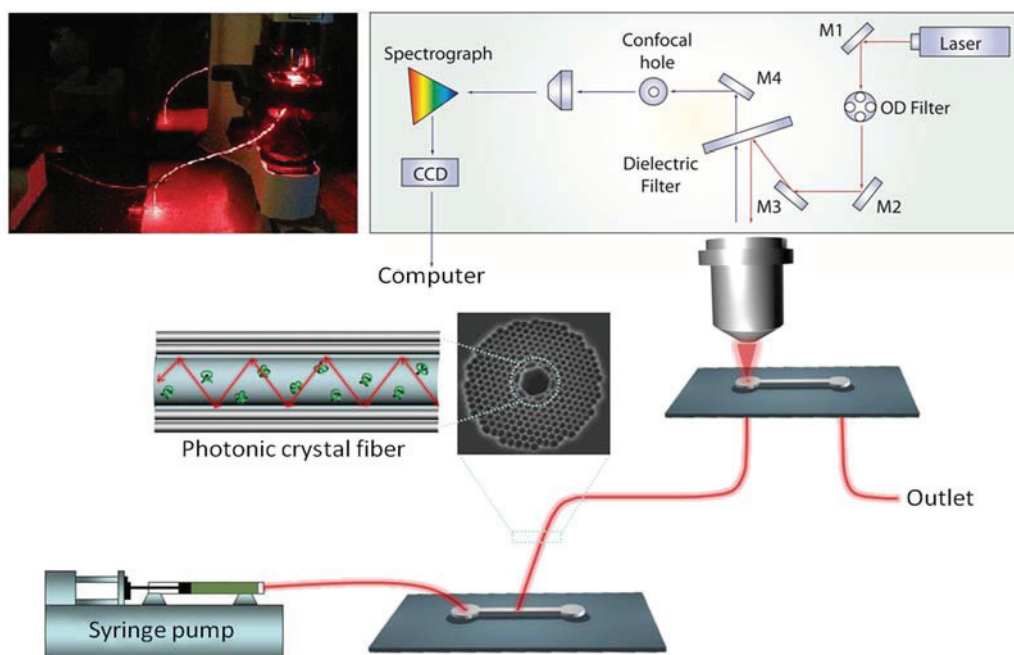 Spectrograph
Confocal
hole
M1
Laser
M4
OD Filter
CCD
Dielectric
Filter
M3
M2
Computer
Photonic crystal fiber
Outlet
Syringe pump